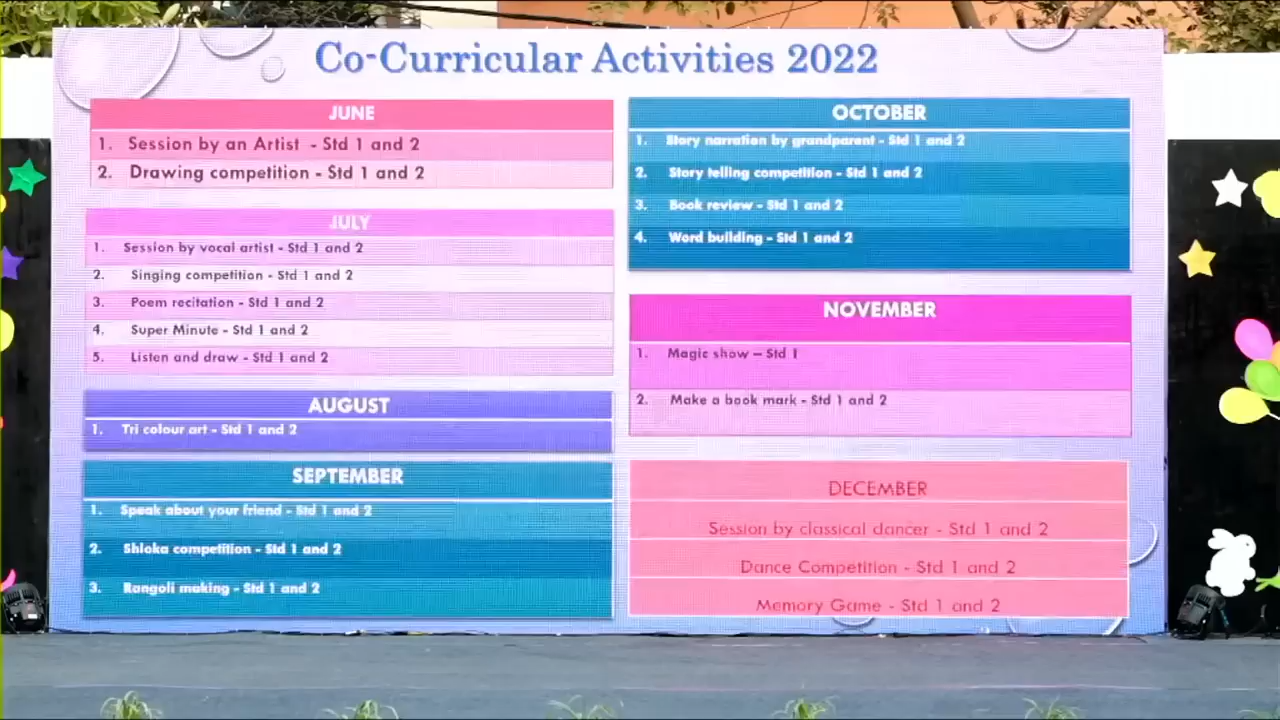 Co-Curricular Activities 2022
JUNE
1. Session by an Artist - Std 1 and 2
2. Drawing competition - Std 1 and 2
JULY
1. Session by vocal artist - Std 1 and 2
2. Singing competition - Std 1 and 2
3. Poem recitation - Std 1 and 2
4. Super Minute - Std 1 and 2
5. Listen and draw - Std 1 and 2
AUGUST
1. Tri colour art - Std 1 and 2
SEPTEMBER
1. Speak about your friend - Std 1 and 2
2. Shloka competition - Std 1 and 2
3. Rangoli making - Std 1 and 2
OCTOBER
1. Story narration by grandparent - Std 1 and 2
2. Story telling competition - Std 1 and 2
3. Book review - Std 1 and 2
4. Word building - Std 1 and 2
NOVEMBER
1. Magic show – Std 1
2. Make a book mark - Std 1 and 2
DECEMBER
Session by classical dancer - Std 1 and 2
Dance Competition - Std 1 and 2
Memory Game - Std 1 and 2